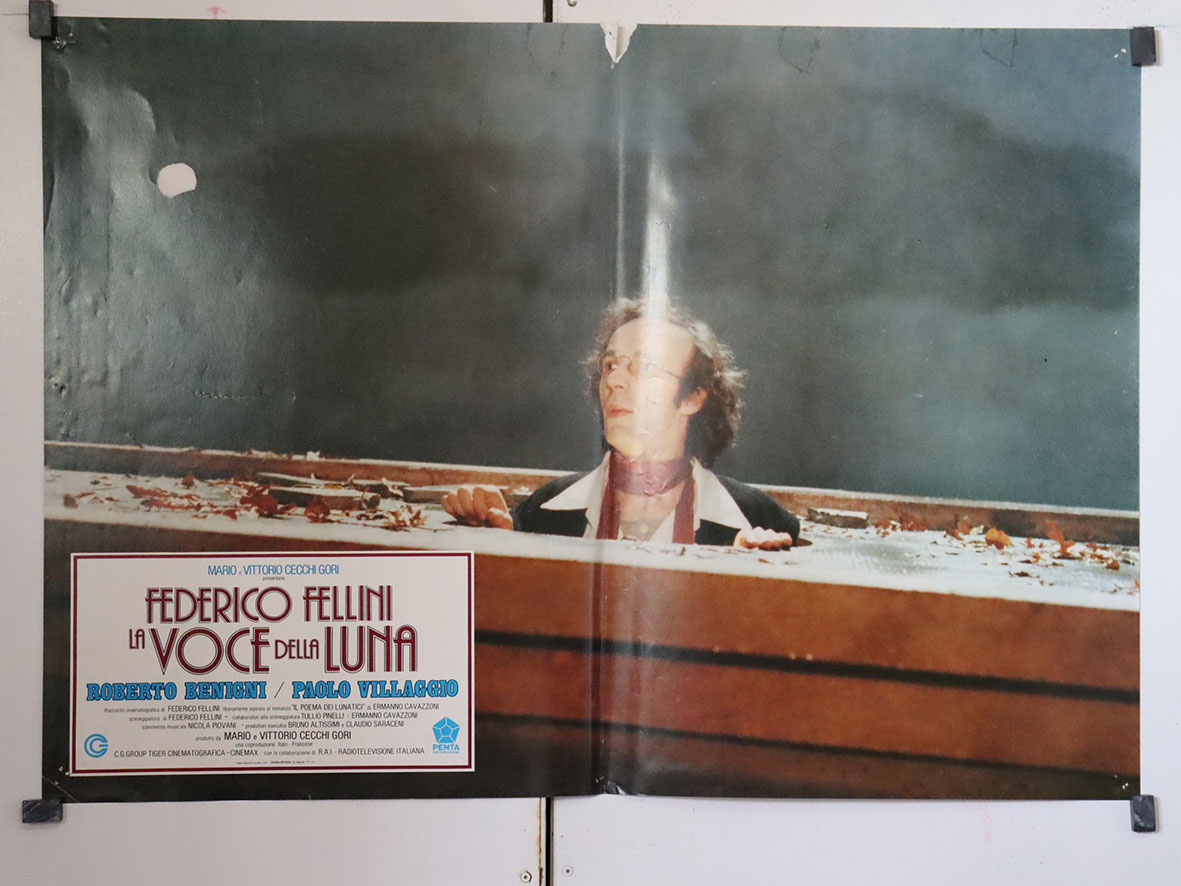 MARIO e VITTORIO CECCHI GORI
presentano
FEDERICO FELLINI
LA VOCE DELLA LUNA
ROBERTO BENIGNI / PAOLO VILLAGGIO
Racconto cinematografico di FEDERICO FELLINI liberamente ispirato al romanzo "IL POEMA DEI LUNATICI" di ERMANNO CAVAZZONI
sceneggiatura di FEDERICO FELLINI - collaboratori alla sceneggiatura TULLIO PINELLI - ERMANNO CAVAZZONI
commento musicale NICOLA PIOVANI - produttori esecutivi BRUNO ALTISSIMI e CLAUDIO SARACENI
prodotto da MARIO e VITTORIO CECCHI GORI
una coproduzione Italo - Francese
C.G.GROUP TIGER CINEMATOGRAFICA - CINEMAX con la collaborazione di R.A.I. - RADIOTELEVISIONE ITALIANA
PENTA